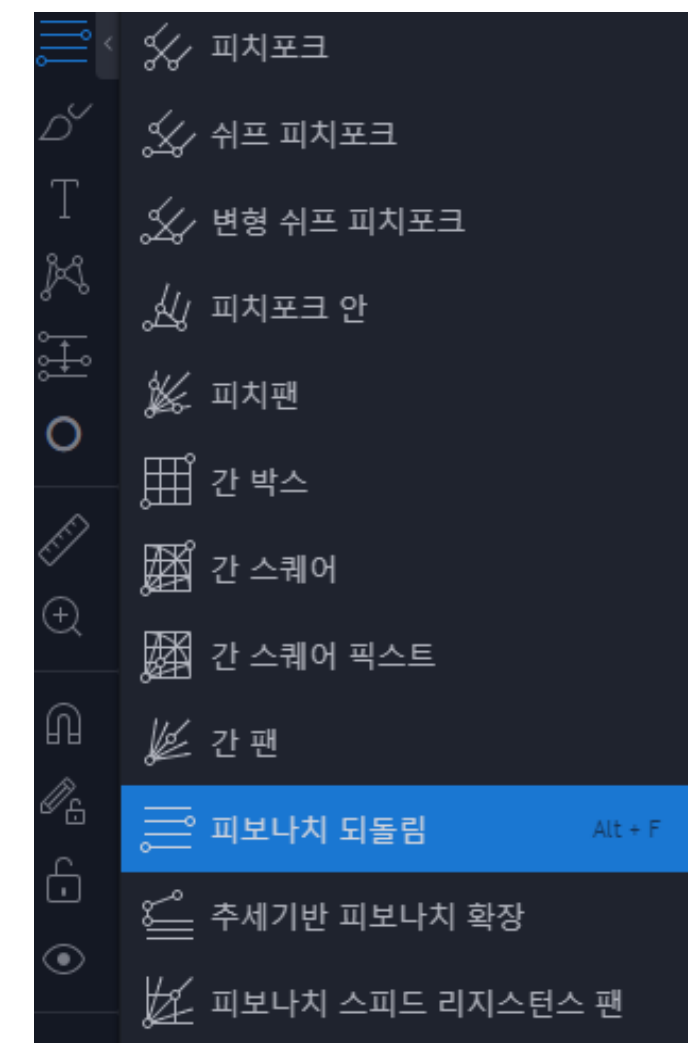 피치포크
쉬프 피치포크
변형 쉬프 피치포크
피치포크 안
피치팬
간 박스
간 스퀘어
간 스퀘어 픽스트
간 팬
피보나치 되돌림 Alt + F
추세기반 피보나치 확장
피보나치 스피드 리지스턴스 팬